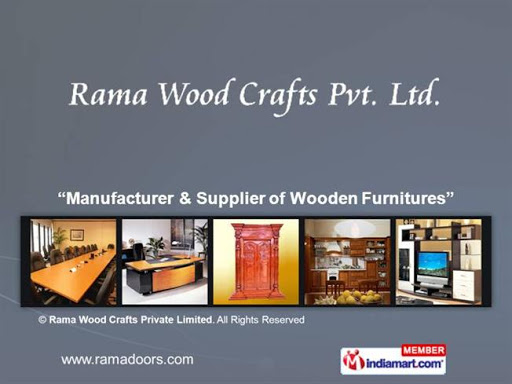 Rama Wood Crafts Pvt. Ltd.
“Manufacturer & Supplier of Wooden Furnitures”
© Rama Wood Crafts Private Limited. All Rights Reserved
www.ramadoors.com
MEMBER
indiamart.com